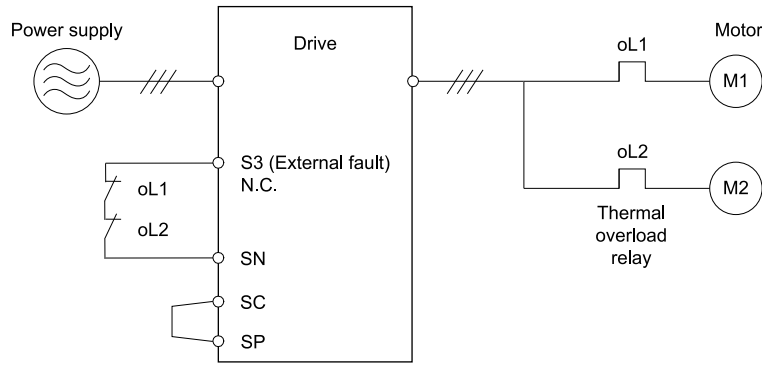 Power supply
Drive
oL1
Motor
M1
S3 (External fault)
N.C.
oL1
oL2
oL2
M2
Thermal
overload
relay
SN
SC
SP